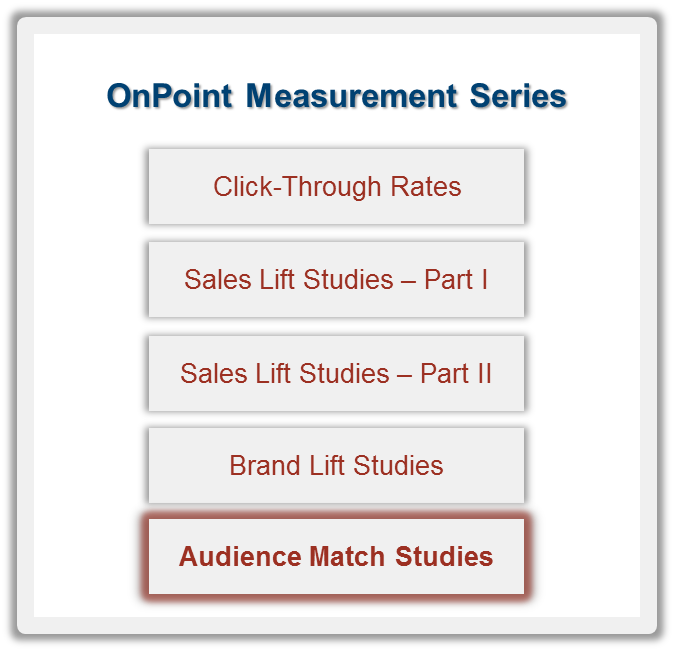 OnPoint Measurement Series
Click-Through Rates
Sales Lift Studies – Part I
Sales Lift Studies – Part II
Brand Lift Studies
Audience Match Studies